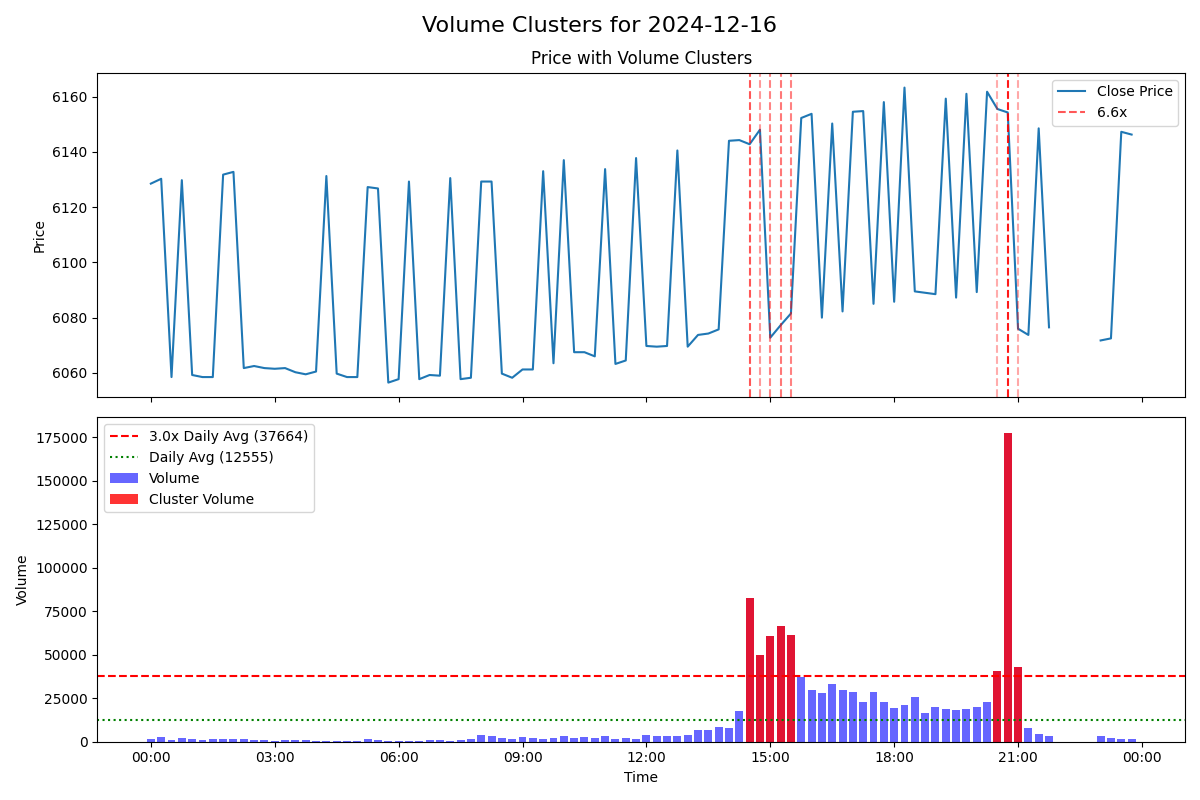 Volume Clusters for 2024-12-16
Price with Volume Clusters
6160
6140
6120
6100
6080
6060
Price
Close Price
6.6x
175000
150000
125000
100000
75000
50000
25000
0
Volume
3.0x Daily Avg (37664)
Daily Avg (12555)
Volume
Cluster Volume
00:00 03:00 06:00 09:00 12:00 15:00 18:00 21:00 00:00
Time